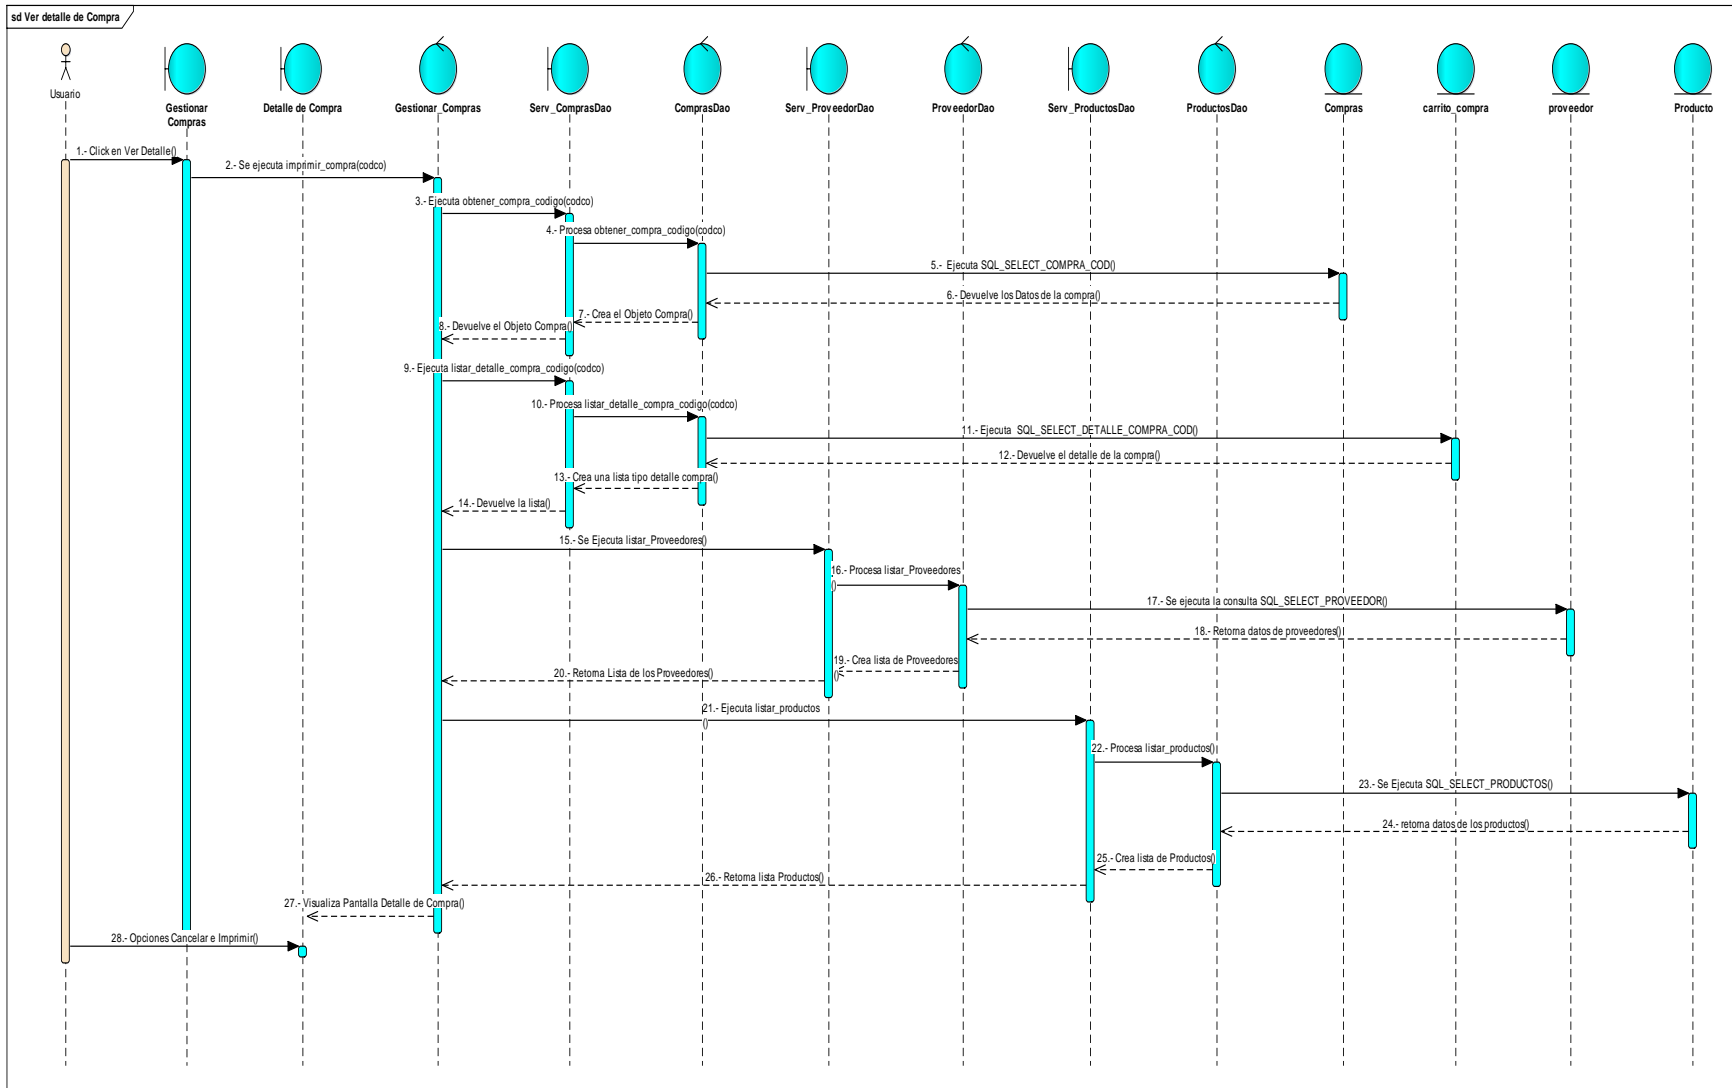 sd Ver detalle de Compra
Usuario
Gestionar
Compras
Detalle de Compra
Gestionar_Compras
Serv_ComprasDao
ComprasDao
Serv_ProveedorDao
ProveedorDao
Serv_ProductosDao
ProductosDao
Compras
carrito_compra
proveedor
Producto
1.- Click en Ver Detalle()
2.- Se ejecuta imprimir_compra(codco)
3.- Ejecuta obtener_compra_codigo(codco)
4.- Procesa obtener_compra_codigo(codco)
5.- Ejecuta SQL_SELECT_COMPRA_COD()
6.- Devuelve los Datos de la compra()
7.- Crea el Objeto Compra()
8.- Devuelve el Objeto Compra()
9.- Ejecuta listar_detalle_compra_codigo(codco)
10.- Procesa listar_detalle_compra_codigo(codco)
11.- Ejecuta SQL_SELECT_DETALLE_COMPRA_COD()
12.- Devuelve el detalle de la compra()
13.- Crea una lista tipo detalle compra()
14.- Devuelve la lista()
15.- Se Ejecuta listar_Proveedores()
16.- Procesa listar_Proveedores
()
17.- Se ejecuta la consulta SQL_SELECT_PROVEEDOR()
18.- Retorna datos de proveedores()
19.- Crea lista de Proveedores
()
20.- Retorna Lista de los Proveedores()
21.- Ejecuta listar_productos
()
22.- Procesa listar_productos()
23.- Se Ejecuta SQL_SELECT_PRODUCTOS()
24.- retorna datos de los productos()
25.- Crea lista de Productos()
26.- Retorna lista Productos()
27.- Visualiza Pantalla Detalle de Compra()
28.- Opciones Cancelar e Imprimir()